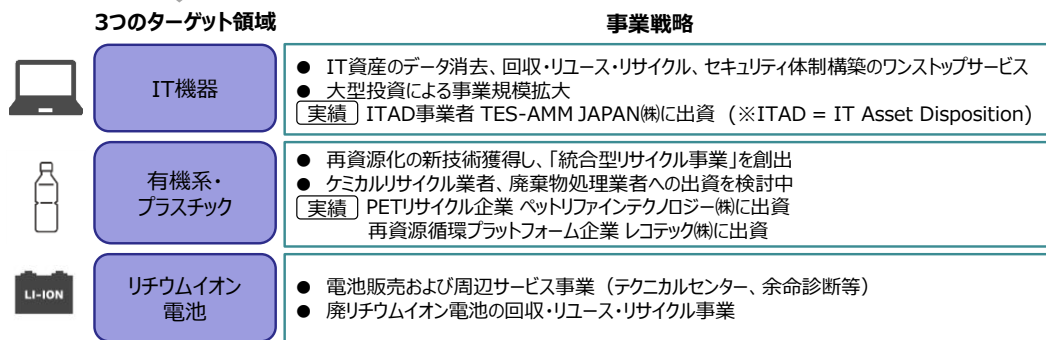 3つのターゲット領域
事業戦略
IT機器
● IT資産のデータ消去、回収・リユース・リサイクル、セキュリティ体制構築のワンストップサービス
● 大型投資による事業規模拡大
実績 ITAD事業者 TES-AMM JAPAN㈱に出資 (※ITAD = IT Asset Disposition)
有機系・
プラスチック
● 再資源化の新技術獲得し、「統合型リサイクル事業」を創出
● ケミカルリサイクル業者、廃棄物処理業者への出資を検討中
実績 PETリサイクル企業 ペットリファインテクノロジー㈱に出資
再資源循環プラットフォーム企業 レコテック㈱に出資
LI-ION
リチウムイオン
電池
● 電池販売および周辺サービス事業（テクニカルセンター、余命診断等）
● 廃リチウムイオン電池の回収・リユース・リサイクル事業